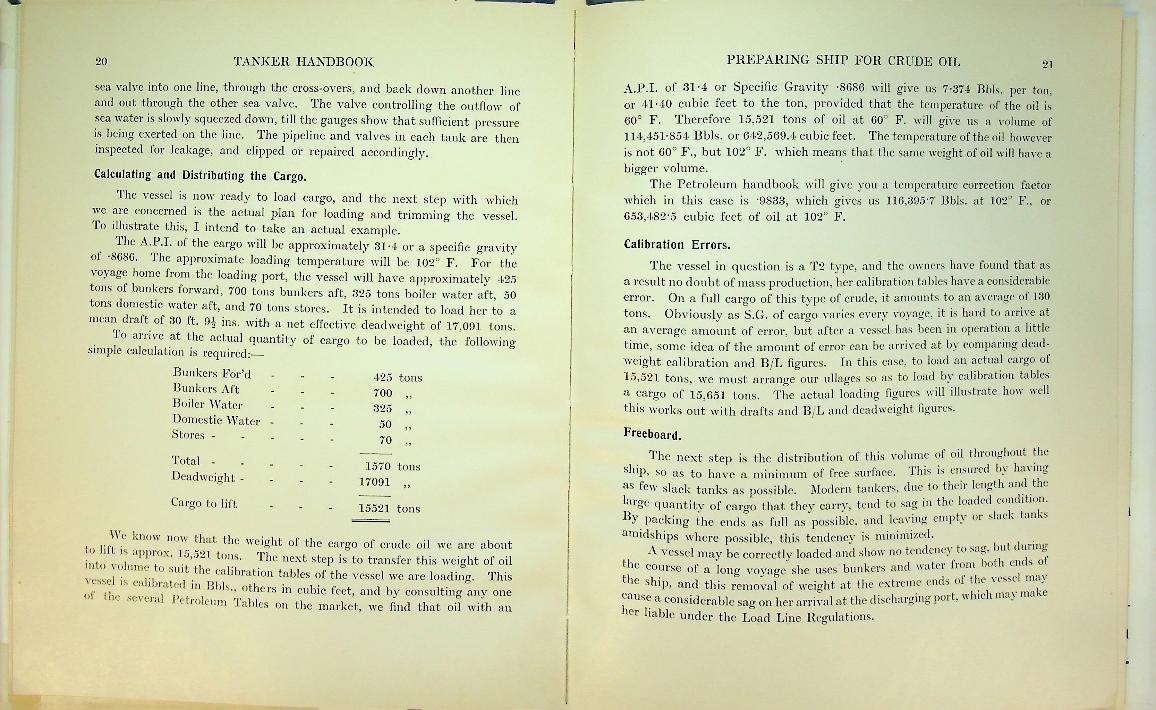 20 TANKER HANDBOOK
sea valve into one line, through the cross-overs, and back down another line
and out through the other sea valve. The valve controlling the outflow of
sea water is slowly squeezed down, till the gauges show that sufficient pressure
is being exerted on the line. The pipeline and valves in each tank are then
inspected for leakage, and clipped or repaired accordingly.
Calculating and Distributing the Cargo.
The vessel is now ready to load cargo, and the next step with which
we are concerned is the actual plan for loading and trimming the vessel.
To illustrate this, I intend to take an actual example.
The A.P.I. of the cargo will be approximately 31·4 or a specific gravity
of ·8686. The approximate loading temperature will be 102° F. For the
voyage home from the loading port, the vessel will have approximately 425
tons of bunkers forward, 700 tons bunkers aft, 325 tons boiler water aft, 50
tons domestic water aft, and 70 tons stores. It is intended to load her to a
mean draft of 30 ft. 9½ ins. with a net effective deadweight of 17,091 tons.
To arrive at the actual quantity of cargo to be loaded, the following
simple calculation is required:—
Bunkers For'd - - - 425 tons
Bunkers Aft - - - 700 „
Boiler Water - - - 325 „
Domestic Water - - - 50 „
Stores - - - - - 70 „
Total - - - - - 1570 tons
Deadweight - - - - 17091 „
Cargo to lift - - - 15521 tons
We know now that the weight of the cargo of crude oil we are about
to lift is approx. 15,521 tons. The next step is to transfer this weight of oil
into volume to suit the calibration tables of the vessel we are loading. This
vessel is calibrated in Bbls., others in cubic feet, and by consulting any one
of the several Petroleum Tables on the market, we find that oil with an
PREPARING SHIP FOR CRUDE OIL 21
A.P.I. of 31·4 or Specific Gravity ·8686 will give us 7·374 Bbls. per ton,
or 41·40 cubic feet to the ton, provided that the temperature of the oil is
60° F. Therefore 15,521 tons of oil at 60° F. will give us a volume of
114,451·854 Bbls. or 642,569.4 cubic feet. The temperature of the oil however
is not 60° F., but 102° F. which means that the same weight of oil will have a
bigger volume.
The Petroleum handbook will give you a temperature correction factor
which in this case is ·9833, which gives us 116,395·7 Bbls. at 102° F., or
653,482·5 cubic feet of oil at 102° F.
Calibration Errors.
The vessel in question is a T2 type, and the owners have found that as
a result no doubt of mass production, her calibration tables have a considerable
error. On a full cargo of this type of crude, it amounts to an average of 130
tons. Obviously as S.G. of cargo varies every voyage, it is hard to arrive at
an average amount of error, but after a vessel has been in operation a little
time, some idea of the amount of error can be arrived at by comparing dead-
weight calibration and B/L figures. In this case, to load an actual cargo of
15,521 tons, we must arrange our ullages so as to load by calibration tables
a cargo of 15,651 tons. The actual loading figures will illustrate how well
this works out with drafts and B/L and deadweight figures.
Freeboard.
The next step is the distribution of this volume of oil throughout the
ship, so as to have a minimum of free surface. This is ensured by having
as few slack tanks as possible. Modern tankers, due to their length and the
large quantity of cargo that they carry, tend to sag in the loaded condition.
By packing the ends as full as possible, and leaving empty or slack tanks
amidships where possible, this tendency is minimized.
A vessel may be correctly loaded and show no tendency to sag, but during
the course of a long voyage she uses bunkers and water from both ends of
the ship, and this removal of weight at the extreme ends of the vessel may
cause a considerable sag on her arrival at the discharging port, which may make
her liable under the Load Line Regulations.